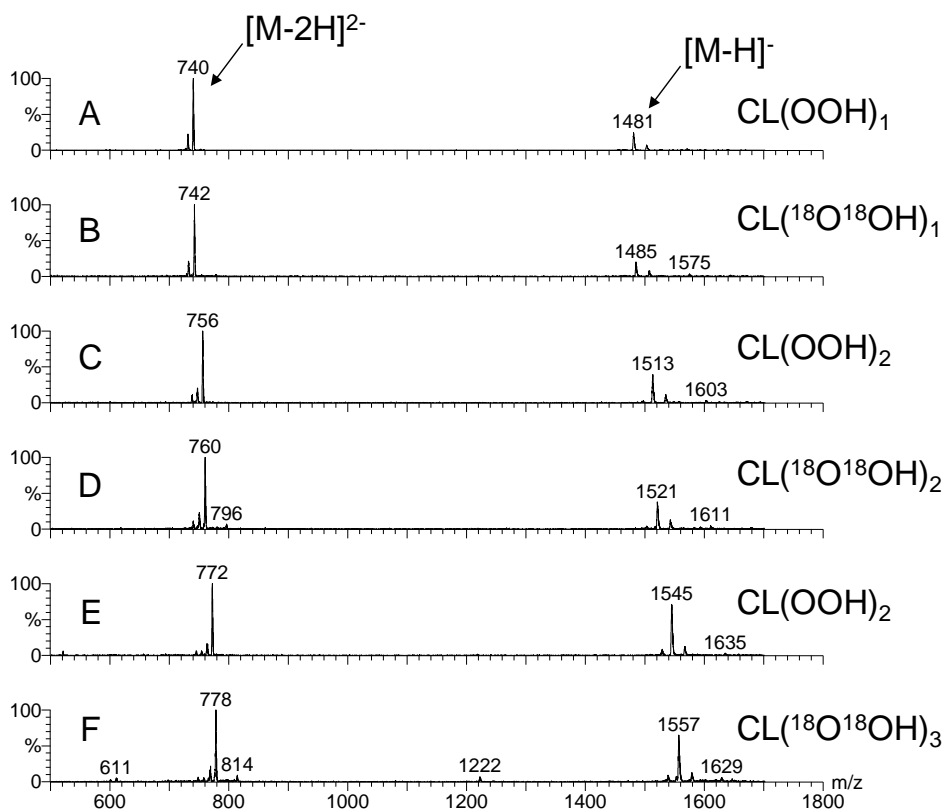 [M-2H]²⁻
[M-H]⁻
100
%
0
A
740
1481
CL(OOH)₁
100
%
0
B
742
1485
1575
CL(¹⁸O¹⁸OH)₁
100
%
0
C
756
1513
1603
CL(OOH)₂
100
%
0
D
760
796
1521
1611
CL(¹⁸O¹⁸OH)₂
100
%
0
E
772
1545
1635
CL(OOH)₂
100
%
0
F
611
778
814
1222
1557
1629
CL(¹⁸O¹⁸OH)₃
m/z
600 800 1000 1200 1400 1600 1800